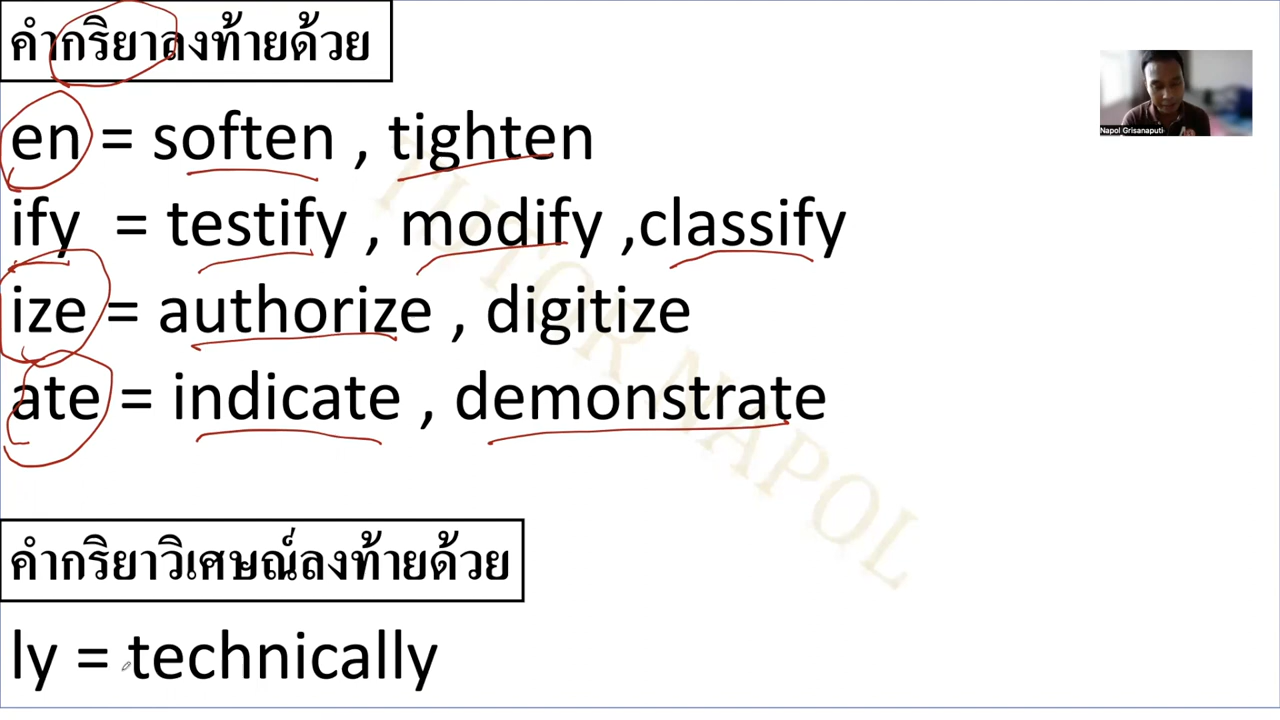 คำกริยาลงท้ายด้วย
en = soften , tighten
ify = testify , modify ,classify
ize = authorize , digitize
ate = indicate , demonstrate
คำกริยาวิเศษณ์ลงท้ายด้วย
ly = technically
TUTOR NAPOL
Napol Grisanaputi